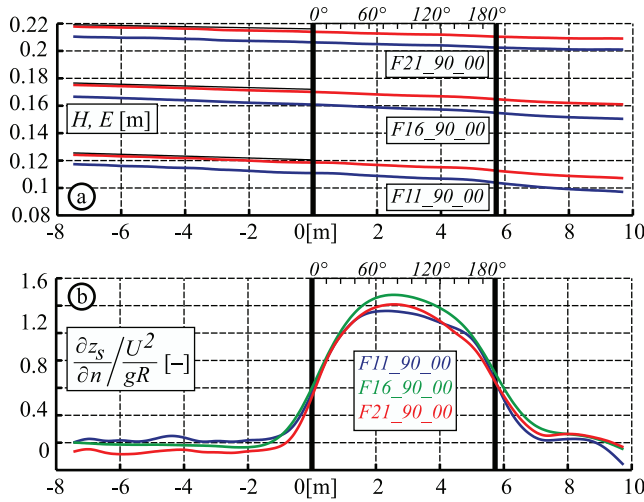 0° 60° 120° 180°
0.22
0.2
0.18
0.16
0.14
0.12
0.1
0.08
H, E [m]
F21_90_00
F16_90_00
F11_90_00
a
-8 -6 -4 -2 0[m] 2 4 6 8 10
0° 60° 120° 180°
b
1.6
1.2
0.8
0.4
0
∂z_s/∂n / U²/gR [–]
F11_90_00
F16_90_00
F21_90_00
-8 -6 -4 -2 0[m] 2 4 6 8 10